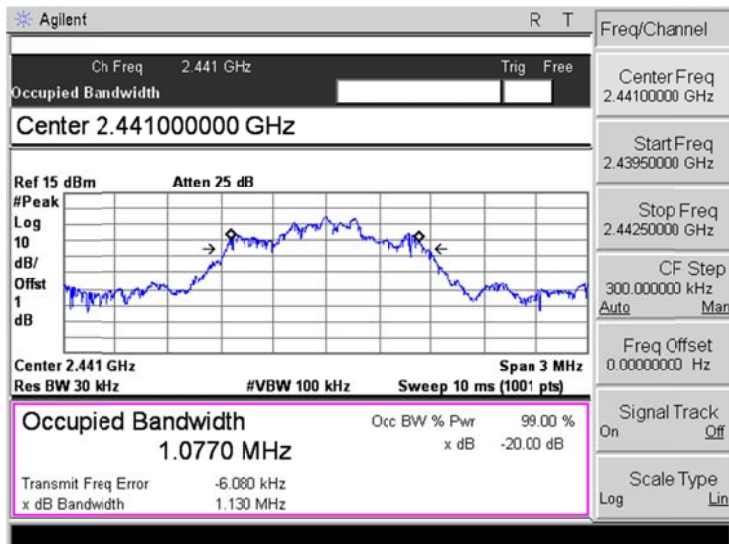 Agilent R T
Ch Freq 2.441 GHz Trig Free
Occupied Bandwidth
Center 2.441000000 GHz
Ref 15 dBm Atten 25 dB
#Peak
Log
10
dB/
Offst
1
dB
Center 2.441 GHz Span 3 MHz
Res BW 30 kHz #VBW 100 kHz Sweep 10 ms (1001 pts)
Occupied Bandwidth Occ BW % Pwr 99.00 %
1.0770 MHz x dB -20.00 dB
Transmit Freq Error -6.080 kHz
x dB Bandwidth 1.130 MHz
Freq/Channel
Center Freq
2.44100000 GHz
Start Freq
2.43950000 GHz
Stop Freq
2.44250000 GHz
CF Step
300.000000 kHz
Auto Man
Freq Offset
0.00000000 Hz
Signal Track
On Off
Scale Type
Log Lin